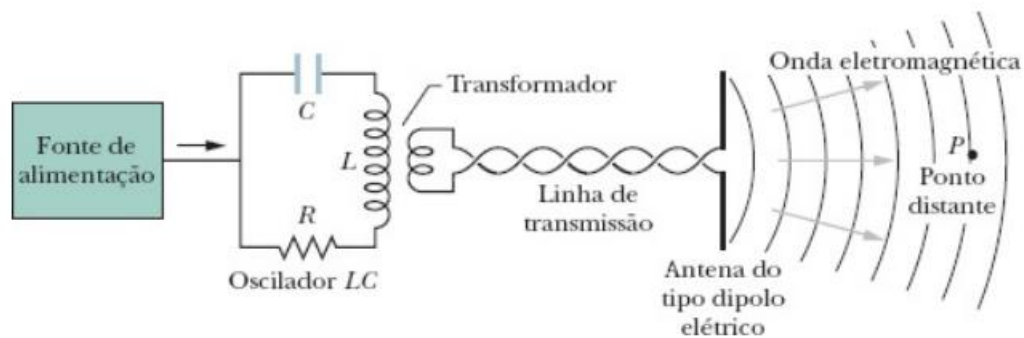 Fonte de
alimentação
C
L
R
Oscilador LC
Transformador
Linha de
transmissão
Antena do
tipo dipolo
elétrico
Onda eletromagnética
P
Ponto
distante